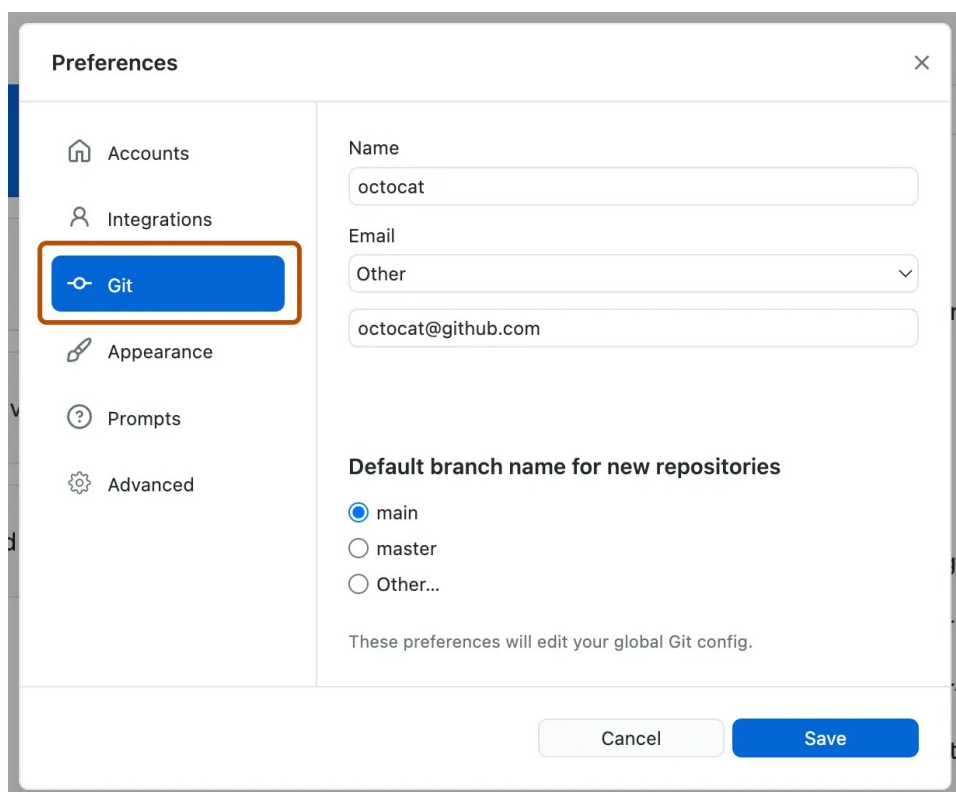 Preferences
Accounts
Integrations
Git
Appearance
Prompts
Advanced
Name
octocat
Email
Other
octocat@github.com
Default branch name for new repositories
main
master
Other...
These preferences will edit your global Git config.
Cancel
Save